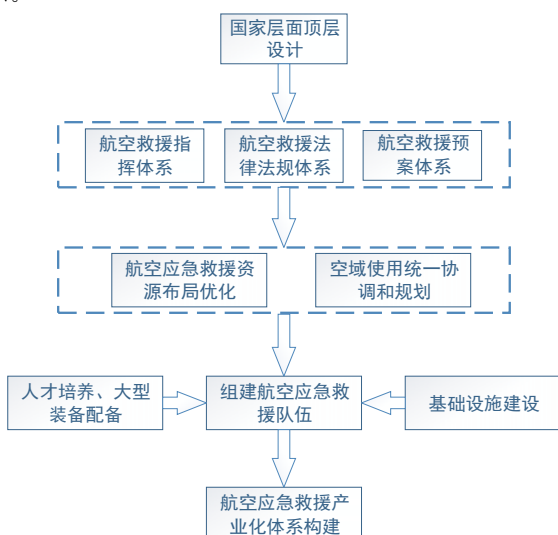 国家层面顶层
设计
航空救援指
挥体系
航空救援法
律法规体系
航空救援预
案体系
航空应急救援资
源布局优化
空域使用统一协
调和规划
人才培养、大型
装备配备
组建航空应急救
援队伍
基础设施建设
航空应急救援产
业化体系构建